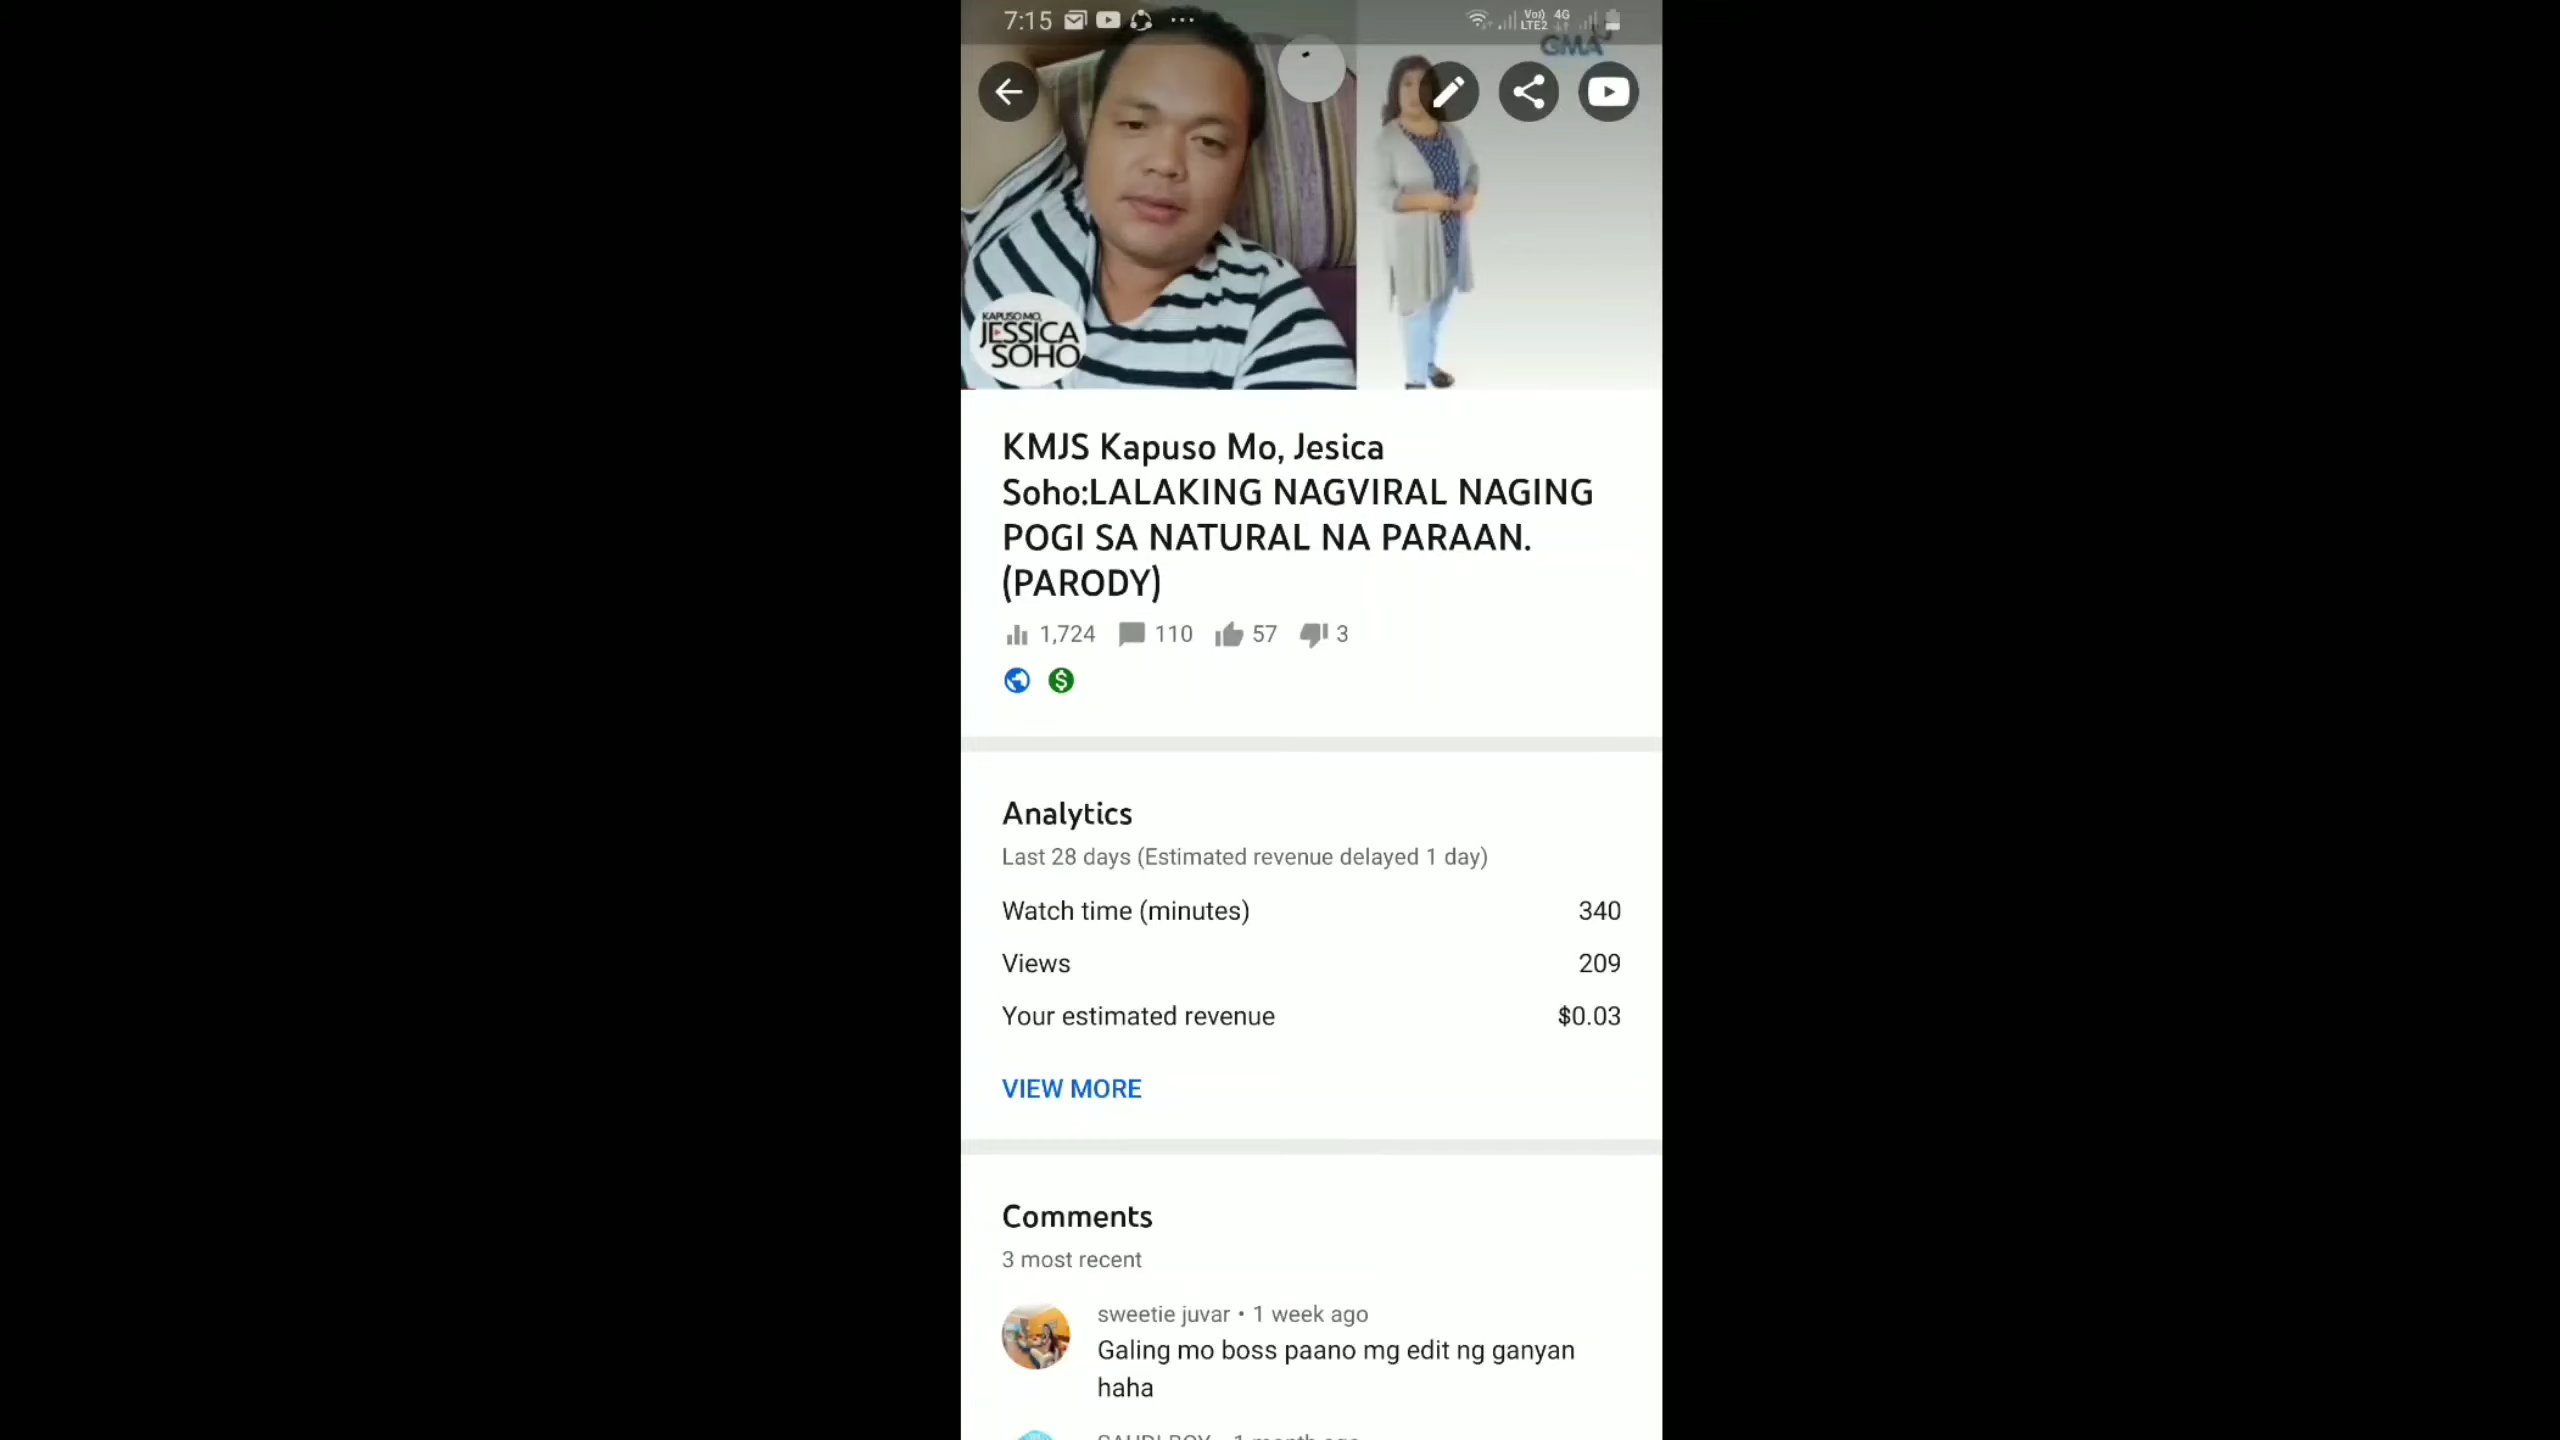 7:15
Vo) 4G
LTE2
GMA
KAPUSO MO,
JESSICA
SOHO
KMJS Kapuso Mo, Jesica
Soho:LALAKING NAGVIRAL NAGING
POGI SA NATURAL NA PARAAN.
(PARODY)
1,724 110 57 3
Analytics
Last 28 days (Estimated revenue delayed 1 day)
Watch time (minutes) 340
Views 209
Your estimated revenue $0.03
VIEW MORE
Comments
3 most recent
sweetie juvar • 1 week ago
Galing mo boss paano mg edit ng ganyan
haha